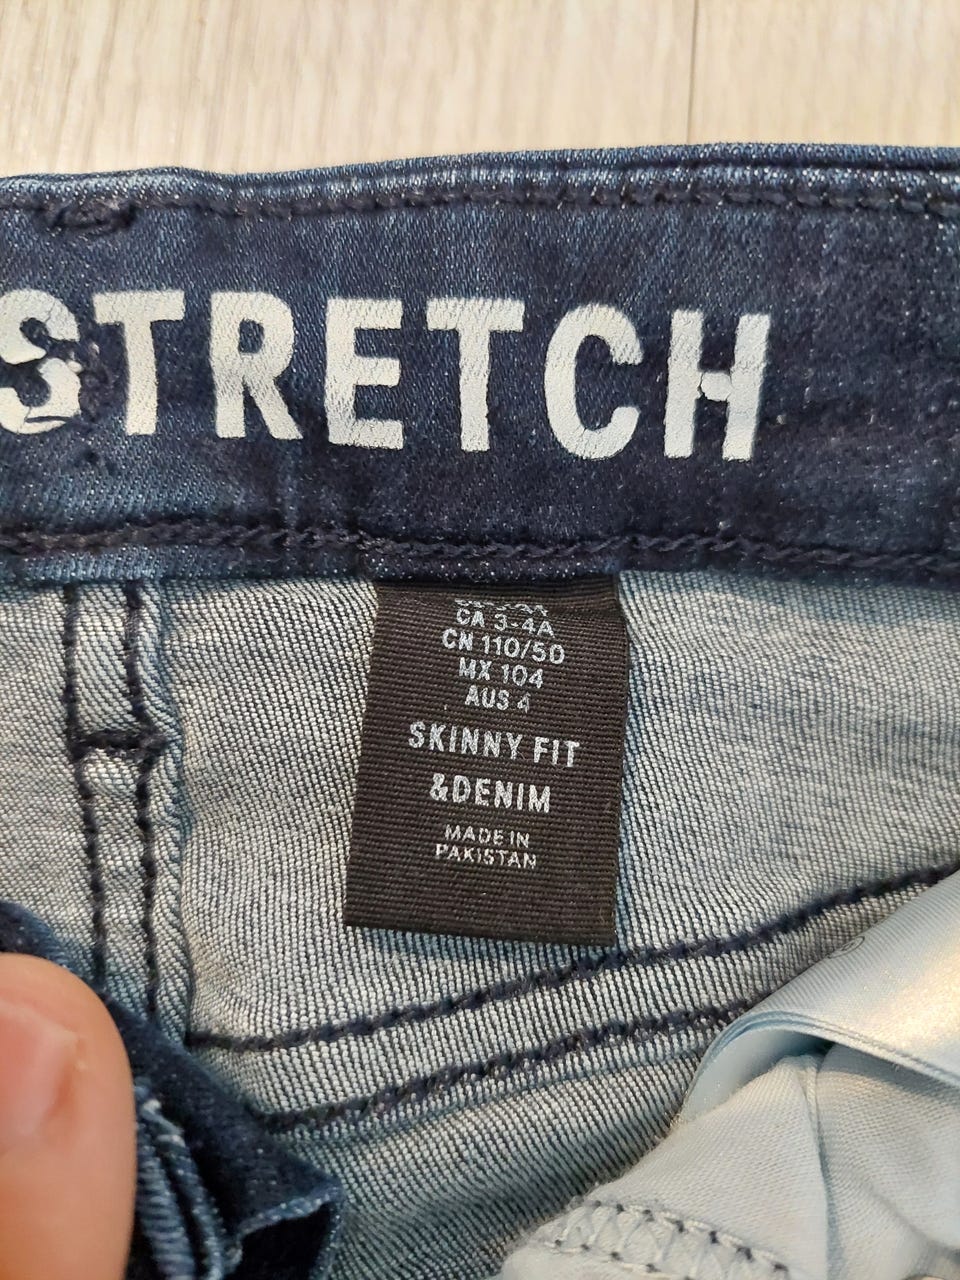 STRETCH
CA 3-4A
CN 110/50
MX 104
AUS 4
SKINNY FIT
&DENIM
MADE IN
PAKISTAN